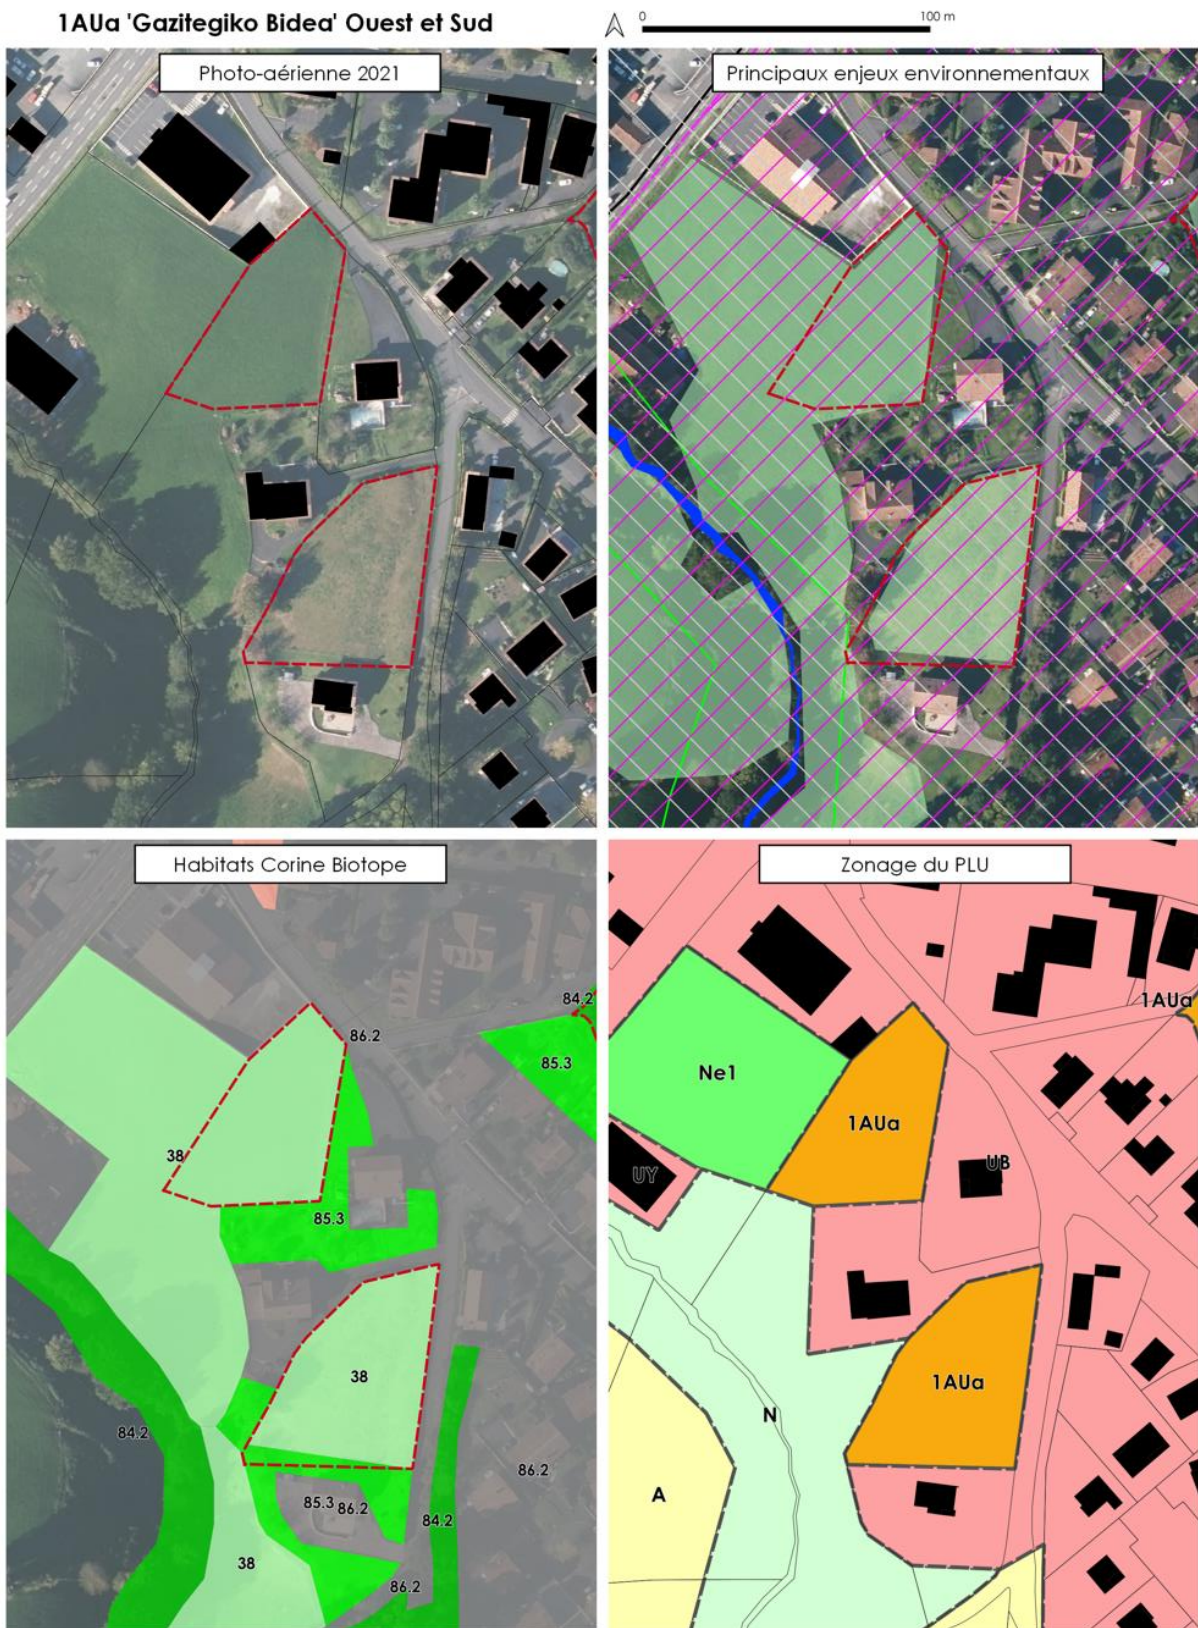 1AUa 'Gazitegiko Bidea' Ouest et Sud
0 100 m
Photo-aérienne 2021
Principaux enjeux environnementaux
Habitats Corine Biotope
84.2
86.2
85.3
38
85.3
38
84.2
86.2
85.3 86.2
84.2
38
86.2
Zonage du PLU
1AUa
Ne1
1AUa
UB
UY
1AUa
N
A